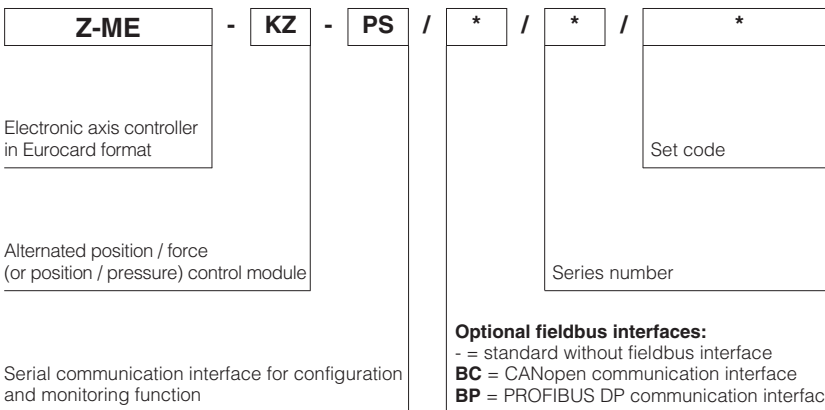 Z-ME - KZ - PS / * / * / *
Electronic axis controller
in Eurocard format
Set code
Alternated position / force
(or position / pressure) control module
Series number
Optional fieldbus interfaces:
- = standard without fieldbus interface
BC = CANopen communication interface
BP = PROFIBUS DP communication interfac
Serial communication interface for configuration
and monitoring function